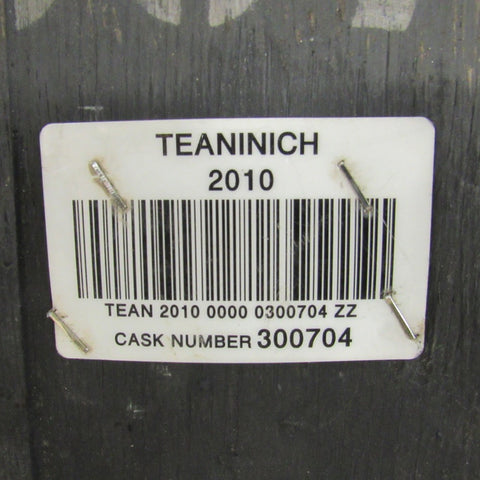 TEANINICH
2010
TEAN 2010 0000 0300704 ZZ
CASK NUMBER 300704